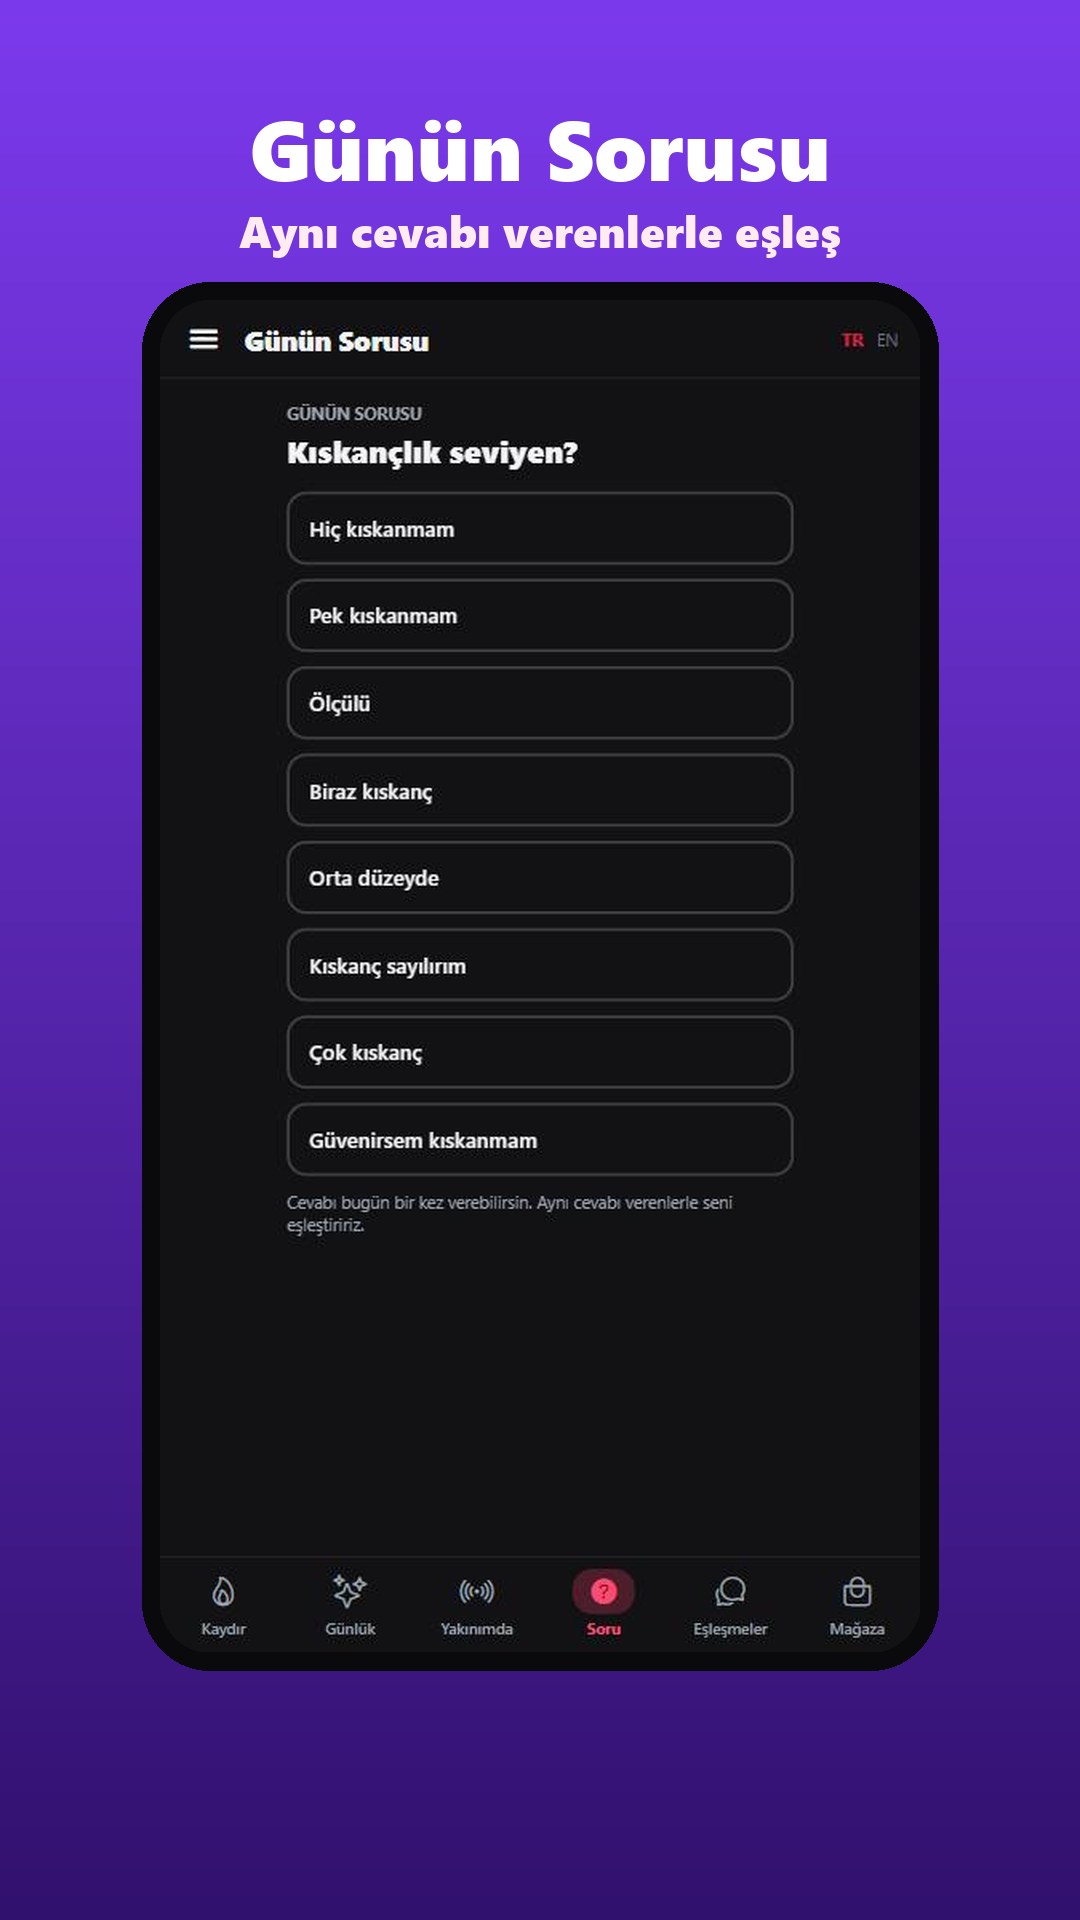 Günün Sorusu
Aynı cevabı verenlerle eşleş
Günün Sorusu
TR EN
GÜNÜN SORUSU
Kıskançlık seviyen?
Hiç kıskanmam
Pek kıskanmam
Ölçülü
Biraz kıskanç
Orta düzeyde
Kıskanç sayılırım
Çok kıskanç
Güvenirsem kıskanmam
Cevabı bugün bir kez verebilirsin. Aynı cevabı verenlerle seni
eşleştiririz.
Kaydır Günlük Yakınımda Soru Eşleşmeler Mağaza